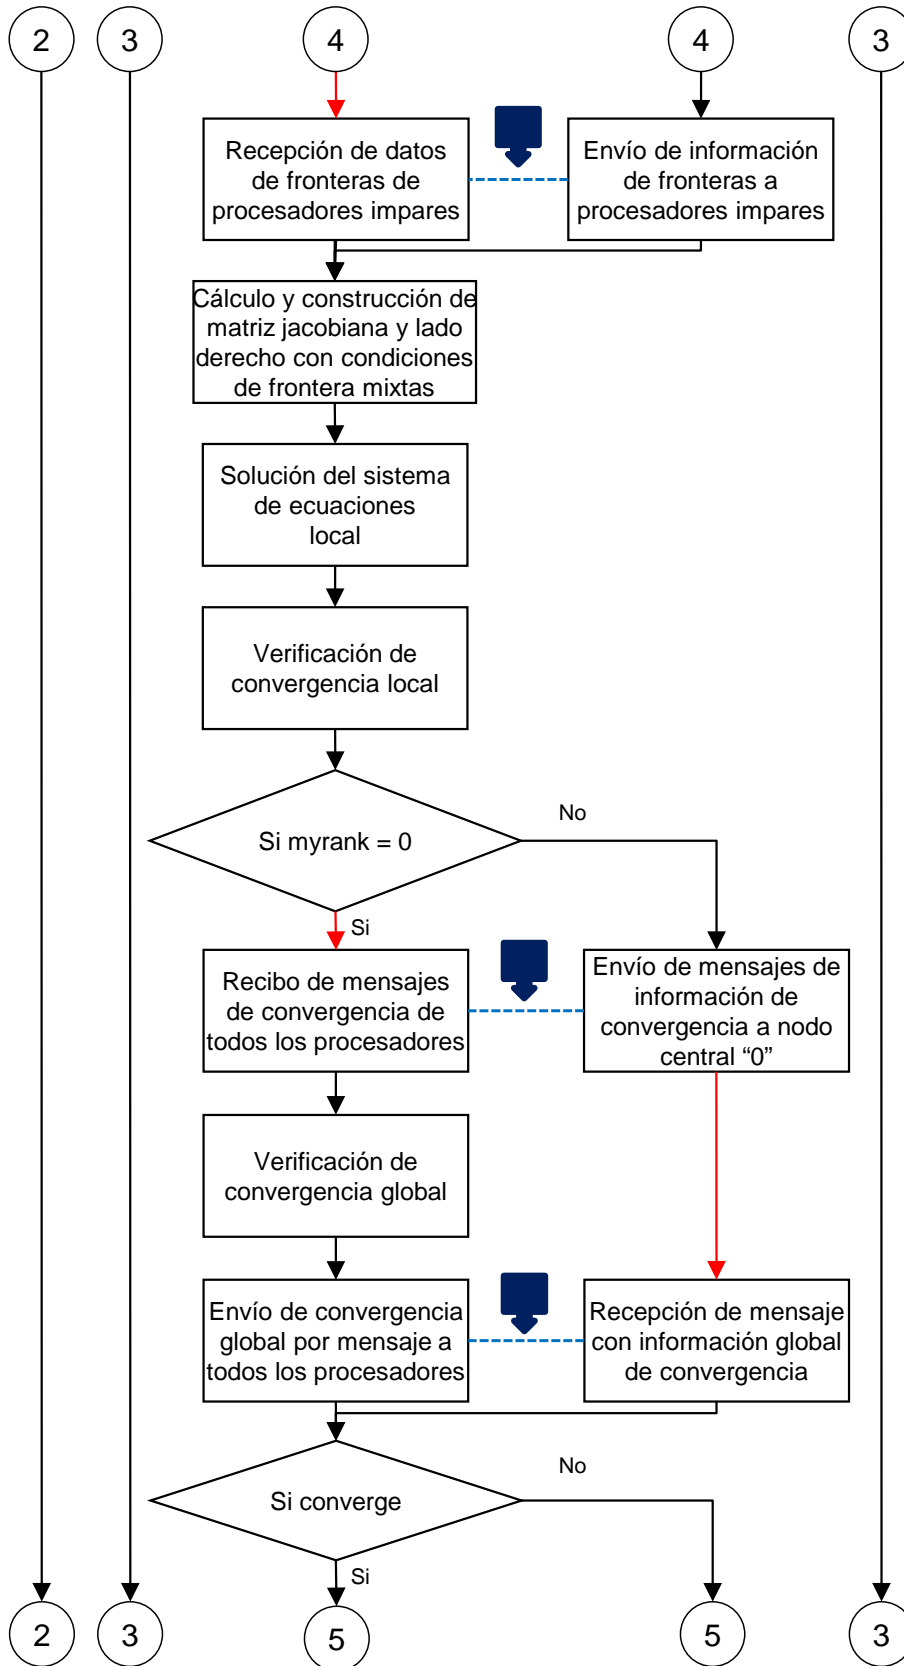 2
3
4
4
3
Recepción de datos
de fronteras de
procesadores impares
Envío de información
de fronteras a
procesadores impares
Cálculo y construcción de
matriz jacobiana y lado
derecho con condiciones
de frontera mixtas
Solución del sistema
de ecuaciones
local
Verificación de
convergencia local
Si myrank = 0
No
Si
Recibo de mensajes
de convergencia de
todos los procesadores
Envío de mensajes de
información de
convergencia a nodo
central “0”
Verificación de
convergencia global
Envío de convergencia
global por mensaje a
todos los procesadores
Recepción de mensaje
con información global
de convergencia
Si converge
No
Si
2
3
5
5
3